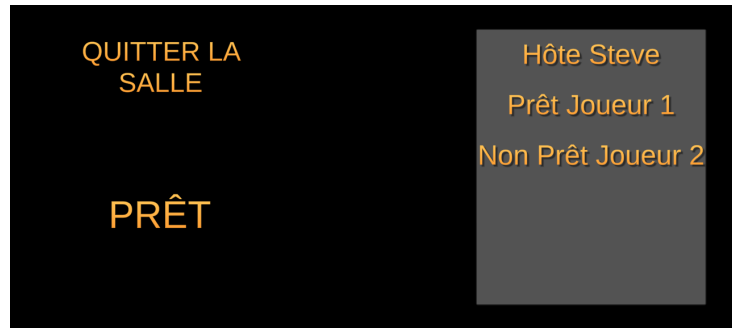 QUITTER LA
SALLE
PRÊT
Hôte Steve
Prêt Joueur 1
Non Prêt Joueur 2